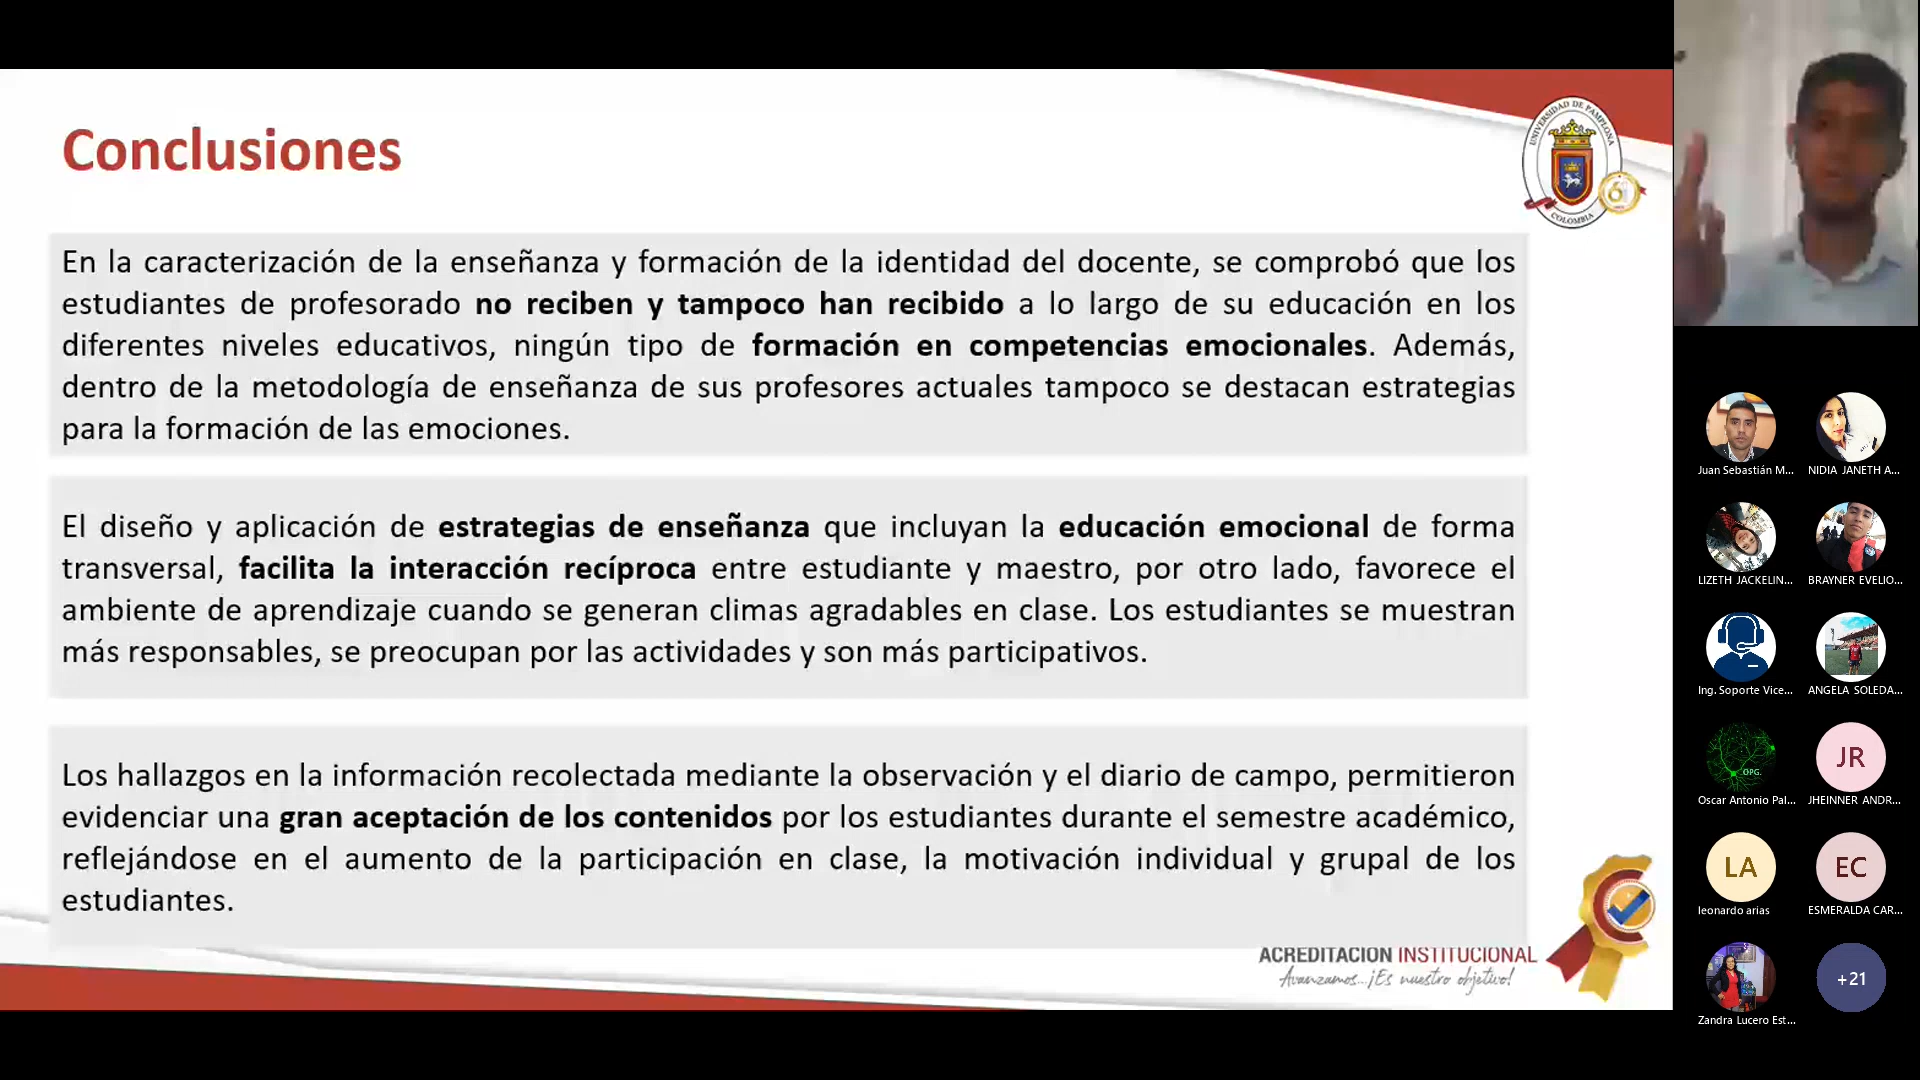 Conclusiones
UNIVERSIDAD DE PAMPLONA
COLOMBIA
En la caracterización de la enseñanza y formación de la identidad del docente, se comprobó que los
estudiantes de profesorado no reciben y tampoco han recibido a lo largo de su educación en los
diferentes niveles educativos, ningún tipo de formación en competencias emocionales. Además,
dentro de la metodología de enseñanza de sus profesores actuales tampoco se destacan estrategias
para la formación de las emociones.
El diseño y aplicación de estrategias de enseñanza que incluyan la educación emocional de forma
transversal, facilita la interacción recíproca entre estudiante y maestro, por otro lado, favorece el
ambiente de aprendizaje cuando se generan climas agradables en clase. Los estudiantes se muestran
más responsables, se preocupan por las actividades y son más participativos.
Los hallazgos en la información recolectada mediante la observación y el diario de campo, permitieron
evidenciar una gran aceptación de los contenidos por los estudiantes durante el semestre académico,
reflejándose en el aumento de la participación en clase, la motivación individual y grupal de los
estudiantes.
ACREDITACION INSTITUCIONAL
Avanzamos...¡Es nuestro objetivo!
Juan Sebastián M...
NIDIA JANETH A...
LIZETH JACKELIN...
BRAYNER EVELIO...
Ing. Soporte Vice...
ANGELA SOLEDA...
OPG.
Oscar Antonio Pal...
JR
JHEINNER ANDR...
LA
leonardo arias
EC
ESMERALDA CAR...
Zandra Lucero Est...
+21